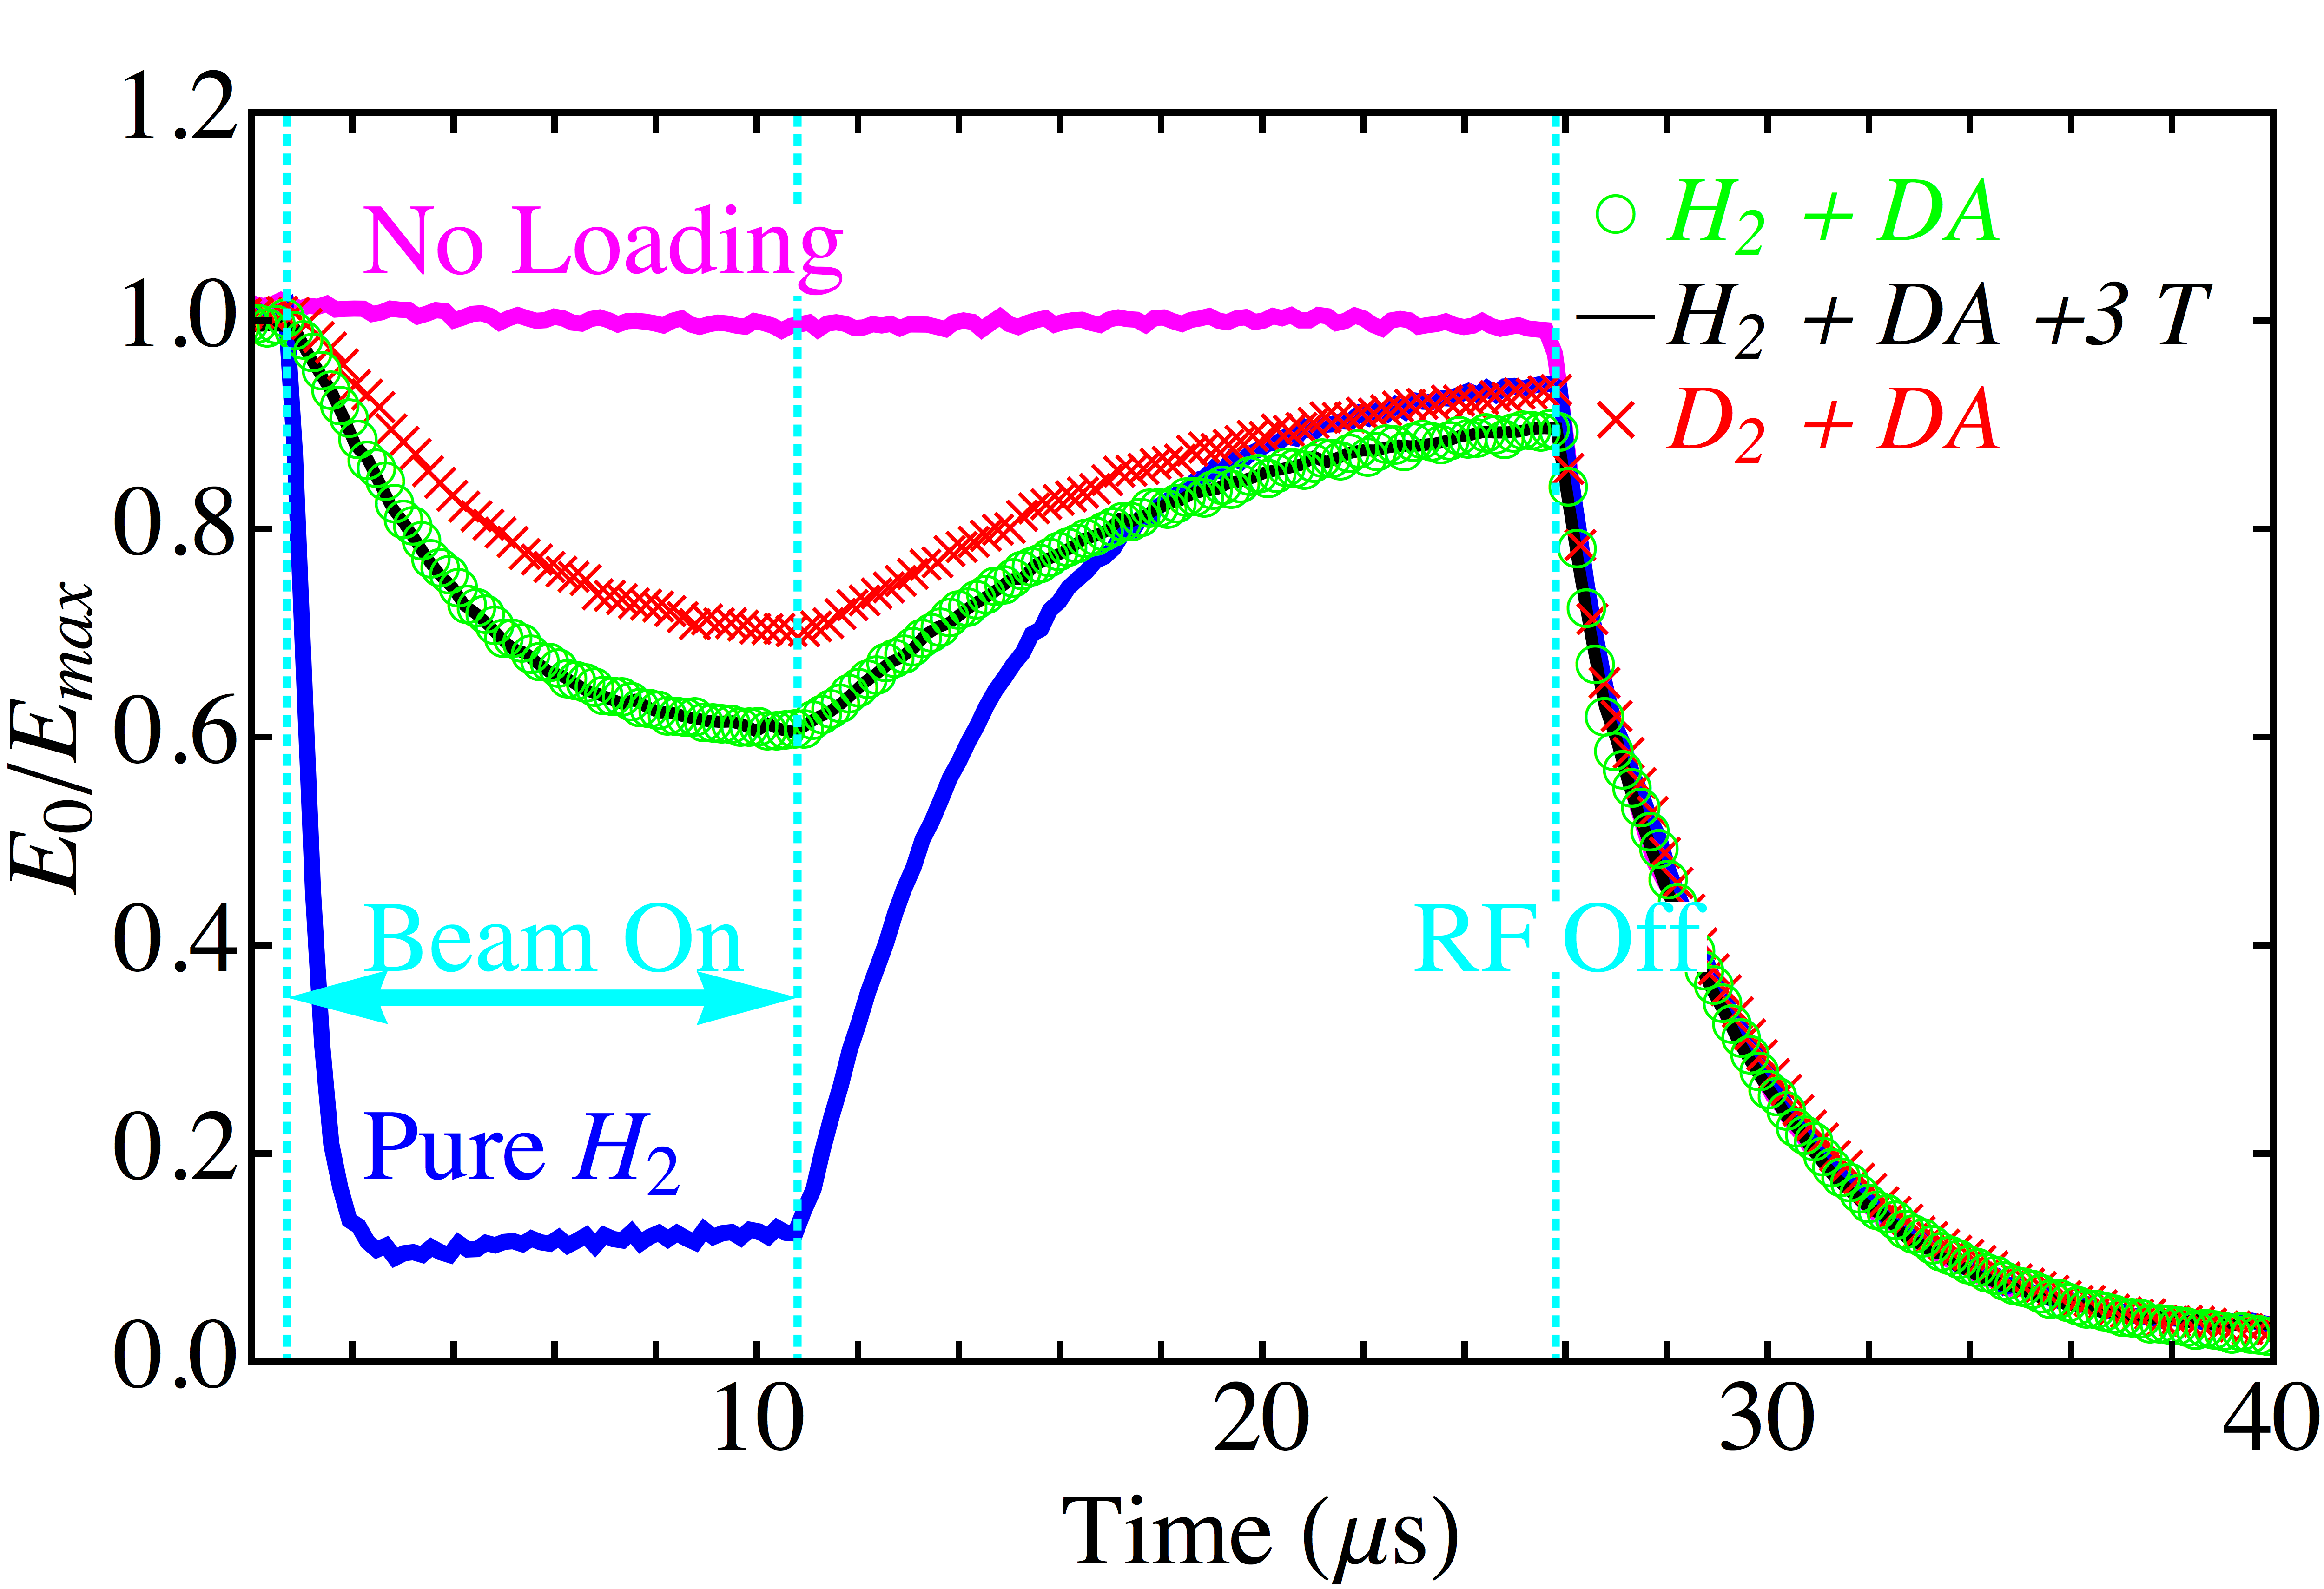 1.2
1.0
0.8
0.6
0.4
0.2
0.0
E0/Emax
No Loading
H2 + DA
H2 + DA +3 T
D2 + DA
Beam On
RF Off
Pure H2
10 20 30 40
Time (μs)